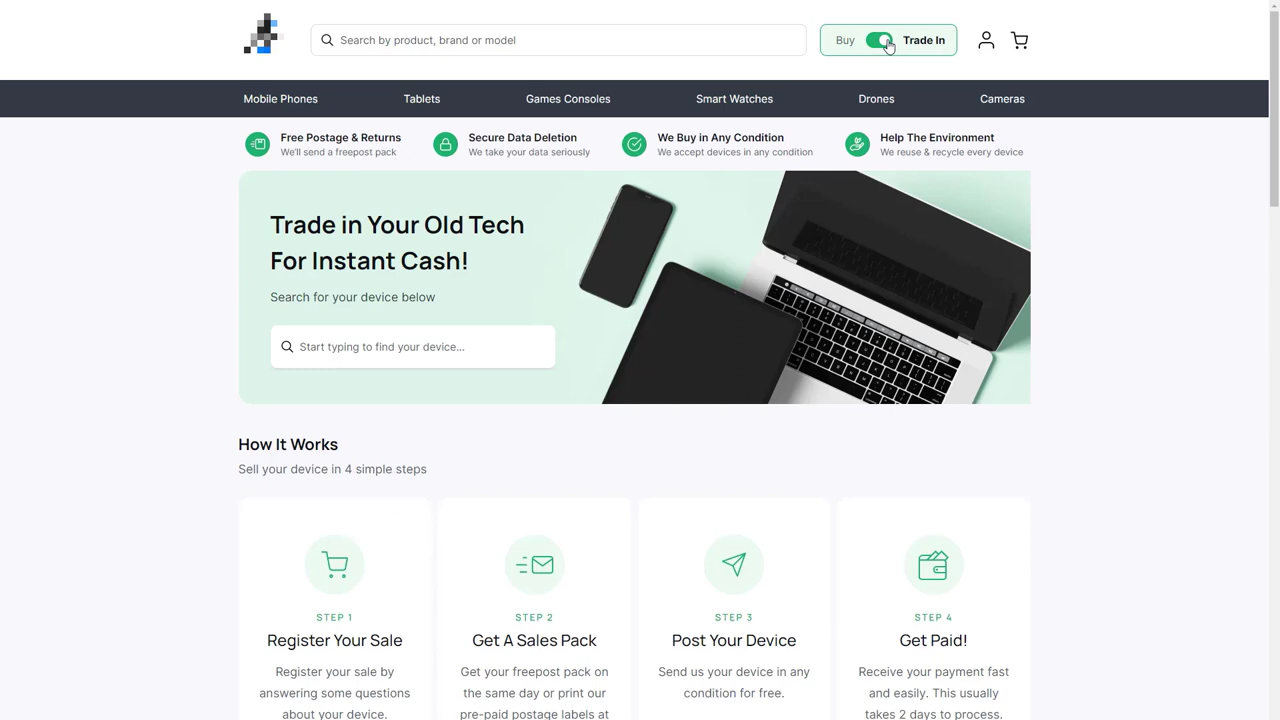 Search by product, brand or model
Buy
Trade In
Mobile Phones
Tablets
Games Consoles
Smart Watches
Drones
Cameras
Free Postage & Returns
We'll send a freepost pack
Secure Data Deletion
We take your data seriously
We Buy in Any Condition
We accept devices in any condition
Help The Environment
We reuse & recycle every device
Trade in Your Old Tech
For Instant Cash!
Search for your device below
Start typing to find your device...
How It Works
Sell your device in 4 simple steps
STEP 1
Register Your Sale
Register your sale by
answering some questions
about your device.
STEP 2
Get A Sales Pack
Get your freepost pack on
the same day or print our
pre-paid postage labels at
STEP 3
Post Your Device
Send us your device in any
condition for free.
STEP 4
Get Paid!
Receive your payment fast
and easily. This usually
takes 2 days to process.